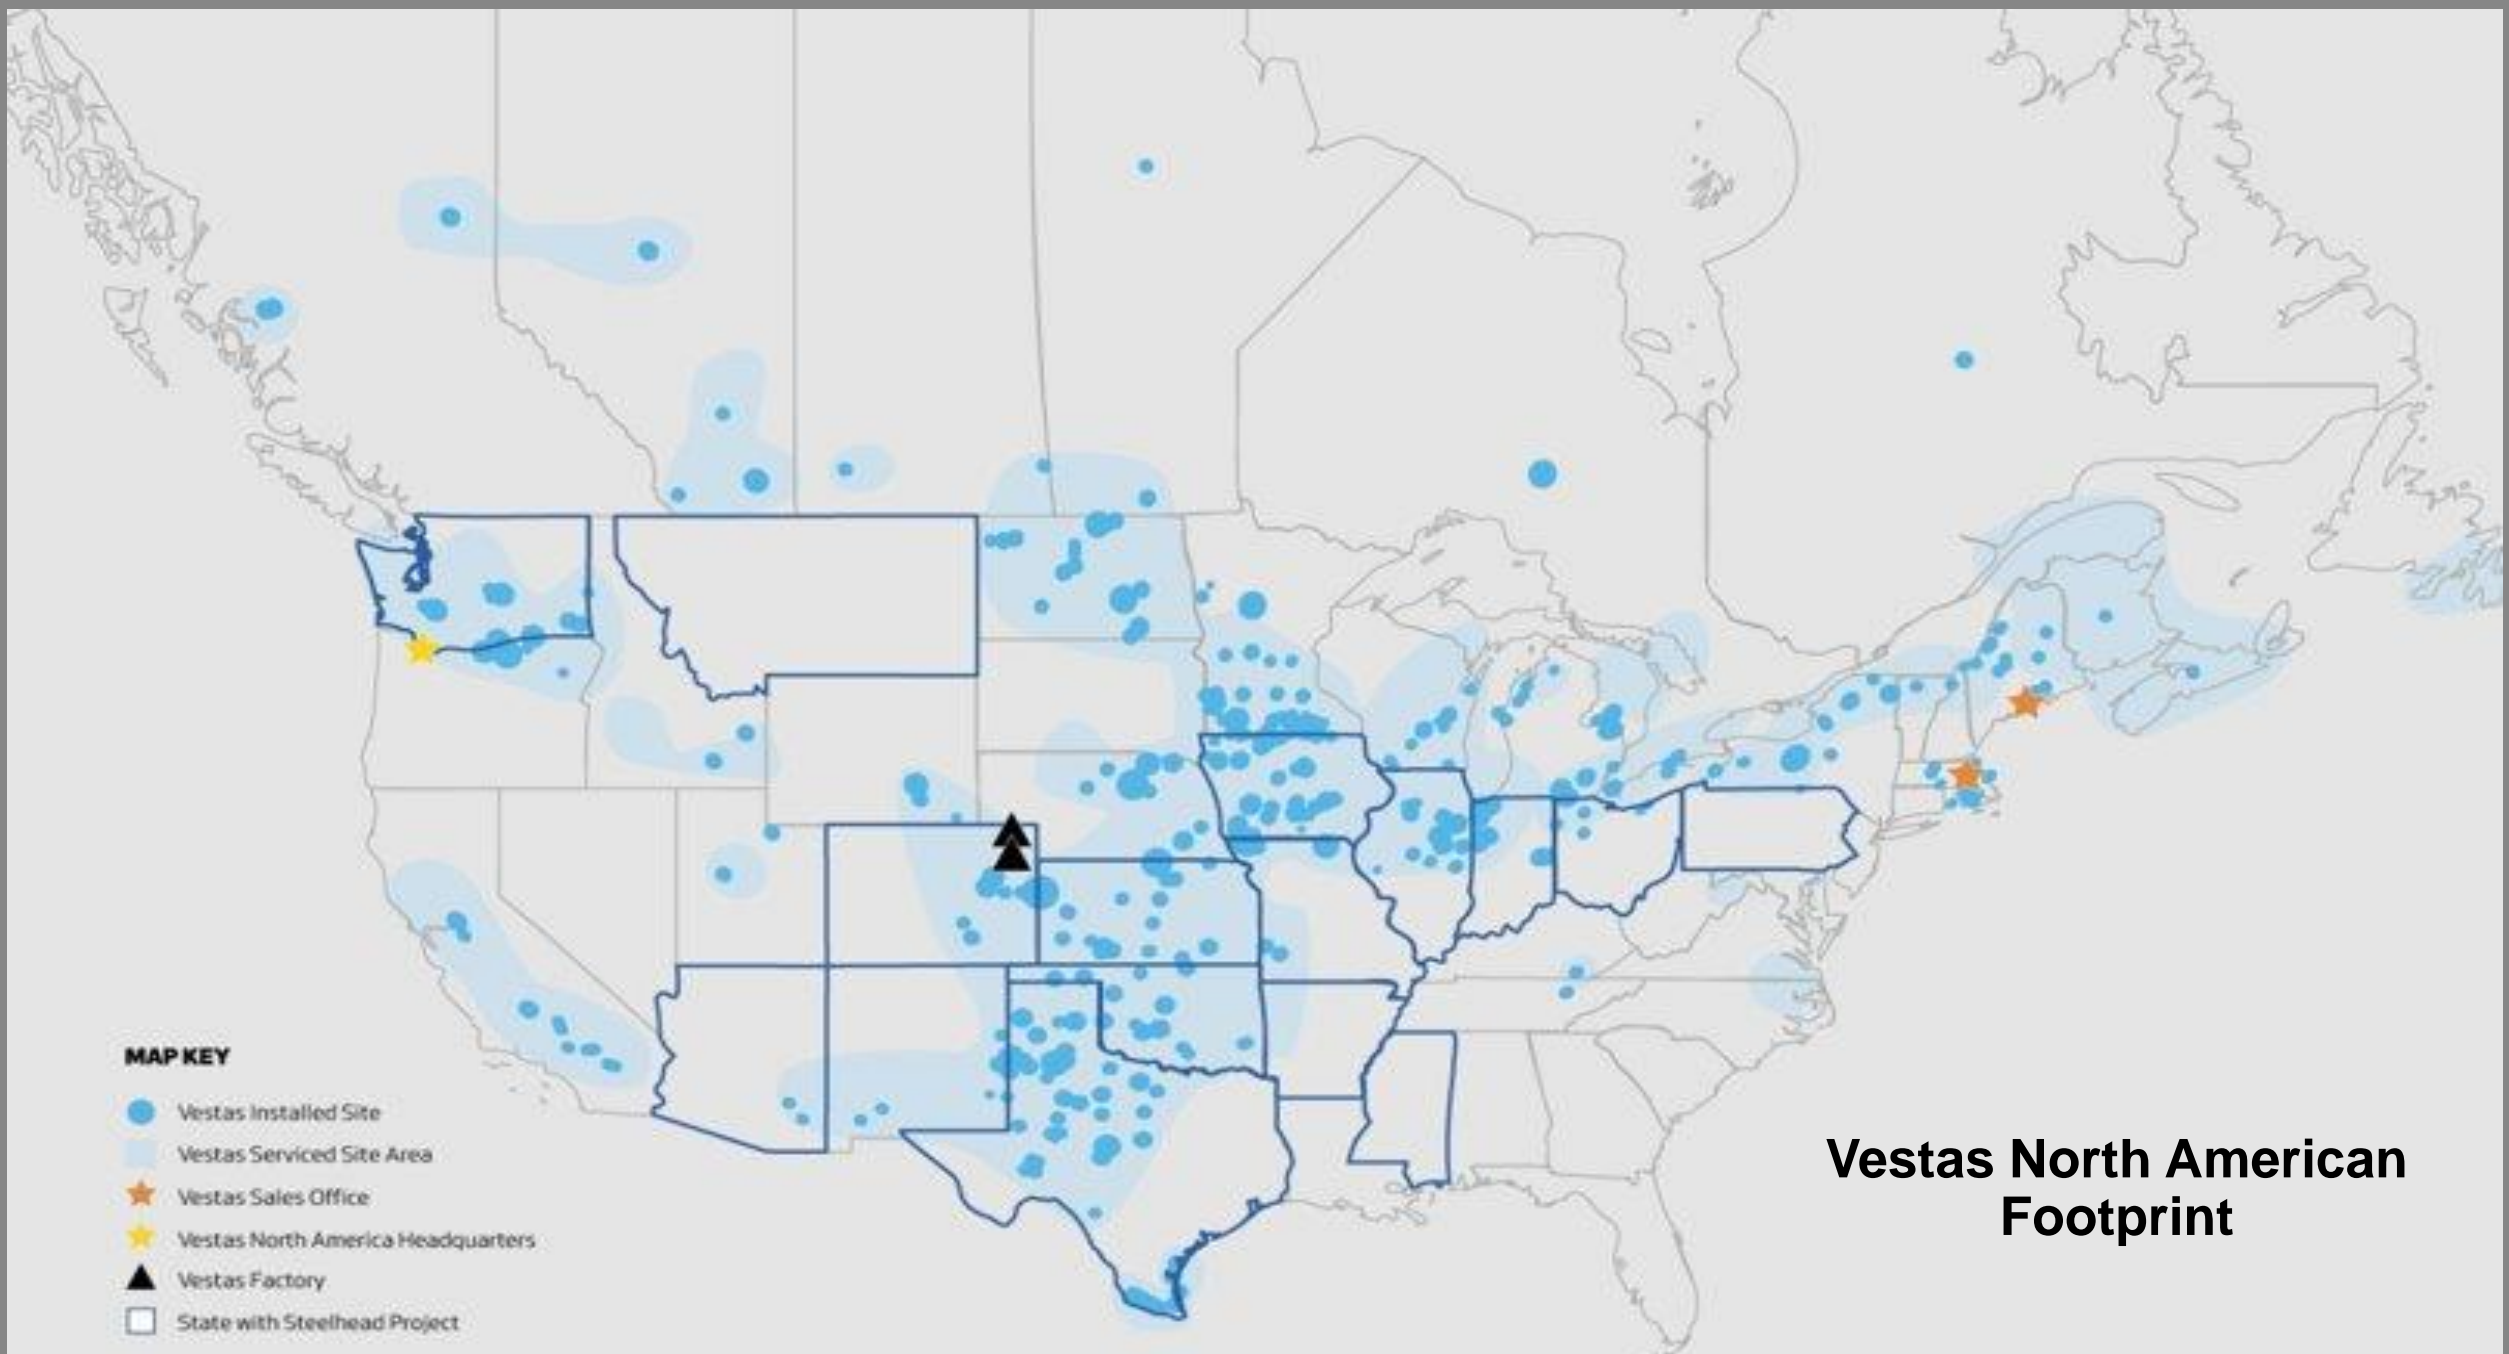 MAP KEY
Vestas Installed Site
Vestas Serviced Site Area
Vestas Sales Office
Vestas North America Headquarters
Vestas Factory
State with Steelhead Project
Vestas North American
Footprint